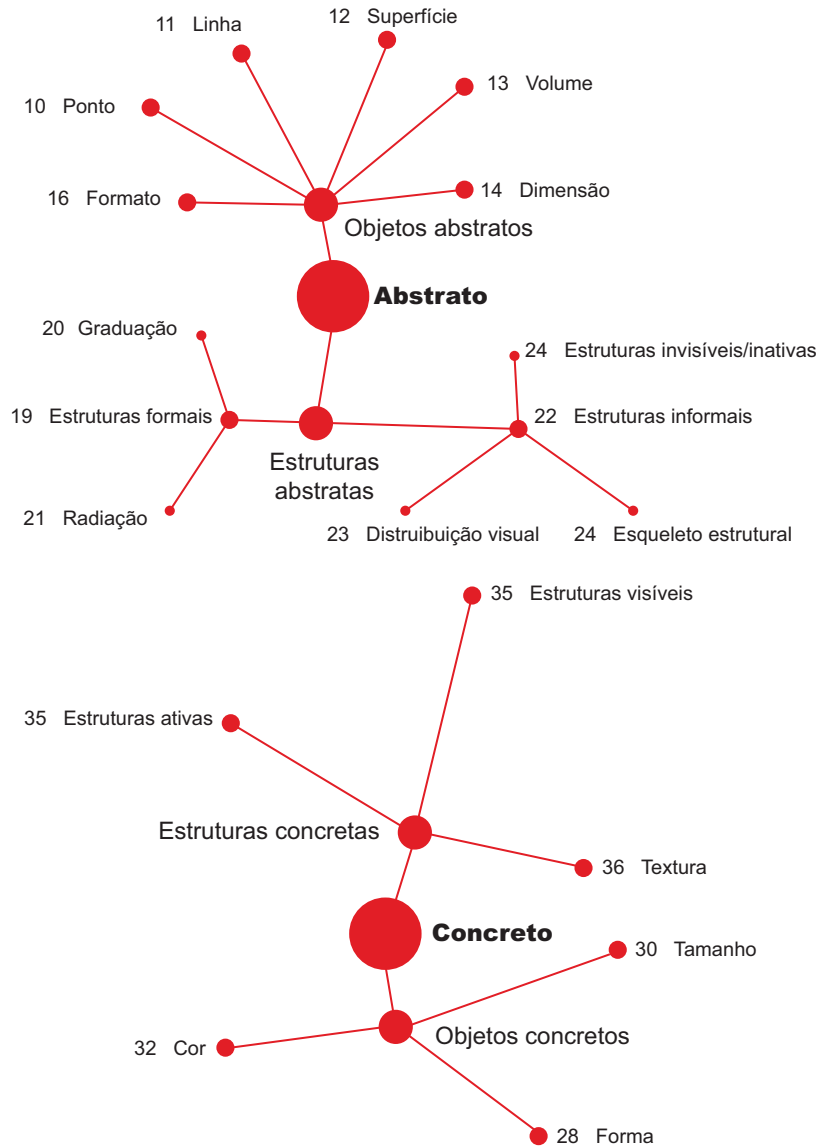 11 Linha
12 Superfície
10 Ponto
13 Volume
16 Formato
14 Dimensão
Objetos abstratos
Abstrato
20 Graduação
24 Estruturas invisíveis/inativas
19 Estruturas formais
22 Estruturas informais
Estruturas
abstratas
21 Radiação
23 Distruibuição visual
24 Esqueleto estrutural
35 Estruturas visíveis
35 Estruturas ativas
Estruturas concretas
36 Textura
Concreto
30 Tamanho
Objetos concretos
32 Cor
28 Forma